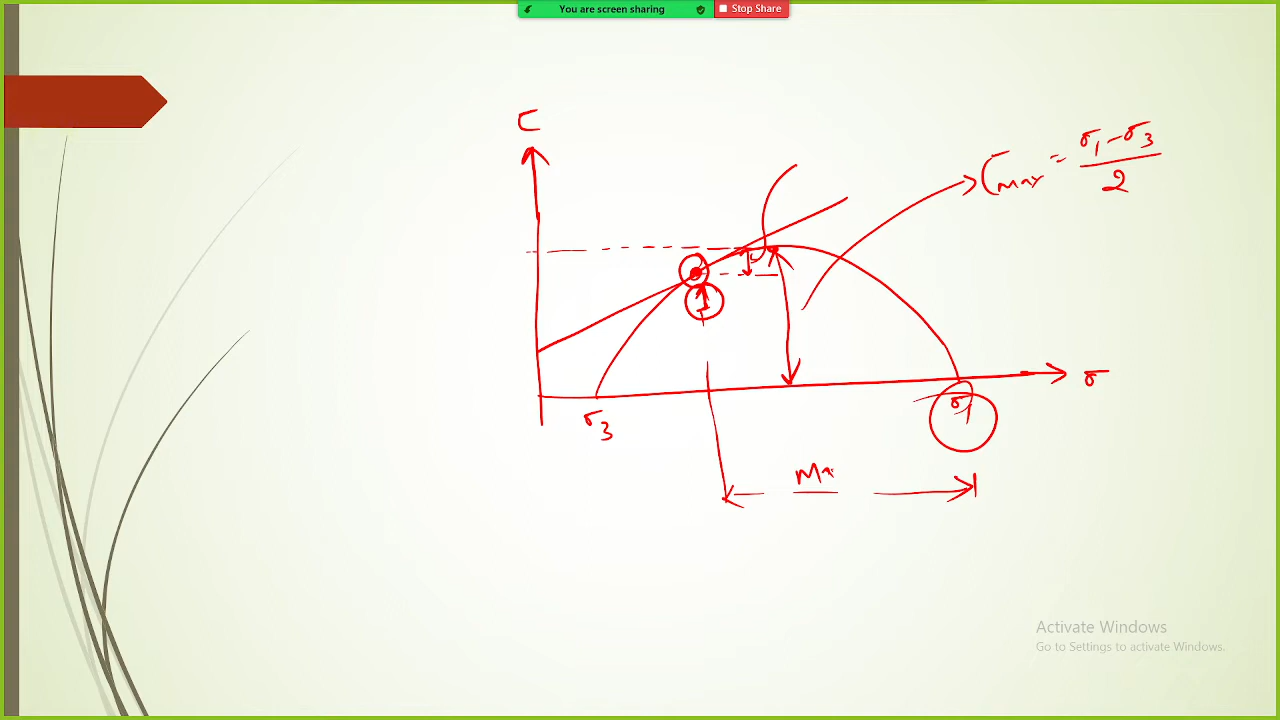 You are screen sharing
Stop Share
τ
τmax = σ1-σ3 / 2
σ
σ3
σ1
Activate Windows
Go to Settings to activate Windows.